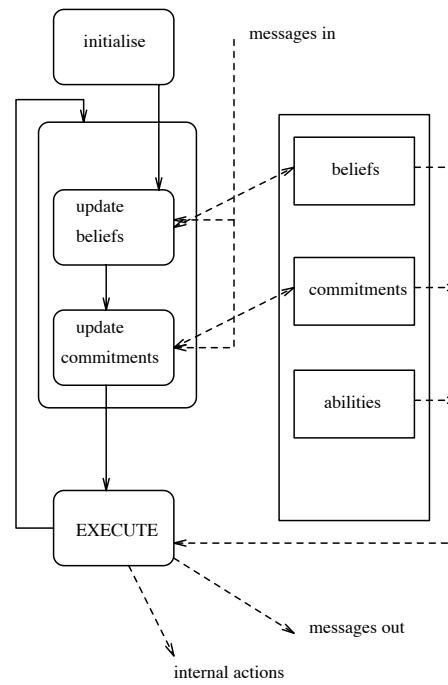 initialise
messages in
beliefs
update
beliefs
commitments
update
commitments
abilities
EXECUTE
messages out
internal actions